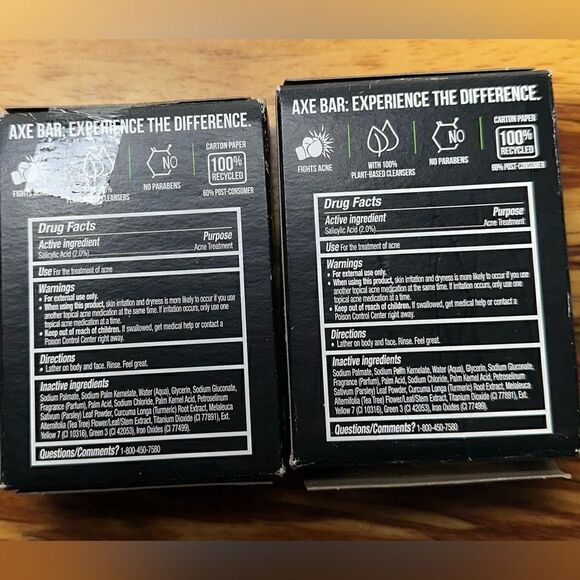 AXE BAR: EXPERIENCE THE DIFFERENCE.
FIGHTS
CLEANSERS
NO
NO PARABENS
CARTON PAPER
100%
RECYCLED
60% POST-CONSUMER
Drug Facts
Active ingredient Purpose
Salicylic Acid (2.0%) Acne Treatment
Use For the treatment of acne
Warnings
• For external use only.
• When using this product, skin irritation and dryness is more likely to occur if you use
another topical acne medication at the same time. If irritation occurs, only use one
topical acne medication at a time.
• Keep out of reach of children. If swallowed, get medical help or contact a
Poison Control Center right away.
Directions
• Lather on body and face. Rinse. Feel great.
Inactive ingredients
Sodium Palmate, Sodium Palm Kernelate, Water (Aqua), Glycerin, Sodium Gluconate,
Fragrance (Parfum), Palm Acid, Sodium Chloride, Palm Kernel Acid, Petroselinum
Sativum (Parsley) Leaf Powder, Curcuma Longa (Turmeric) Root Extract, Melaleuca
Alternifolia (Tea Tree) Flower/Leaf/Stem Extract, Titanium Dioxide (CI 77891), Ext.
Yellow 7 (CI 10316), Green 3 (CI 42053), Iron Oxides (CI 77499).
Questions/Comments? 1-800-450-7580
AXE BAR: EXPERIENCE THE DIFFERENCE.
FIGHTS ACNE
WITH 100%
PLANT-BASED CLEANSERS
NO
NO PARABENS
CARTON PAPER
100%
RECYCLED
60% POST-CONSUMER
Drug Facts
Active ingredient Purpose
Salicylic Acid (2.0%) Acne Treatment
Use For the treatment of acne
Warnings
• For external use only.
• When using this product, skin irritation and dryness is more likely to occur if you use
another topical acne medication at the same time. If irritation occurs, only use one
topical acne medication at a time.
• Keep out of reach of children. If swallowed, get medical help or contact a
Poison Control Center right away.
Directions
• Lather on body and face. Rinse. Feel great.
Inactive ingredients
Sodium Palmate, Sodium Palm Kernelate, Water (Aqua), Glycerin, Sodium Gluconate,
Fragrance (Parfum), Palm Acid, Sodium Chloride, Palm Kernel Acid, Petroselinum
Sativum (Parsley) Leaf Powder, Curcuma Longa (Turmeric) Root Extract, Melaleuca
Alternifolia (Tea Tree) Flower/Leaf/Stem Extract, Titanium Dioxide (CI 77891), Ext.
Yellow 7 (CI 10316), Green 3 (CI 42053), Iron Oxides (CI 77499).
Questions/Comments? 1-800-450-7580